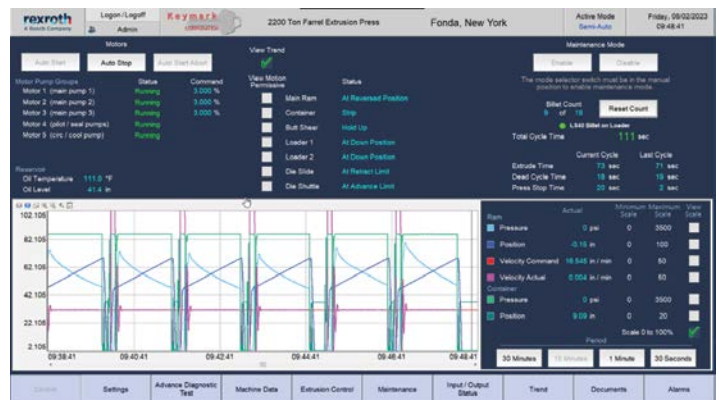 rexroth
A Bosch Company
Logon/Logoff
Admin
Keymark
CORPORATION
2200 Ton Farrel Extrusion Press
Fonda, New York
Active Mode
Semi-Auto
Friday, 06/02/2023
09:48:41
Motors
Auto Start
Auto Stop
Auto Start Abort
Motor Pump Groups Status Command
Motor 1 (main pump 1) Running 3.000 %
Motor 2 (main pump 2) Running 3.000 %
Motor 3 (main pump 3) Running 3.000 %
Motor 4 (pilot / seal pumps) Running
Motor 5 (circ / cool pump) Running
Reservoir
Oil Temperature 111.0 °F
Oil Level 41.4 in
View Trend
View Motion Permissive
Status
Main Ram At Reversed Position
Container Strip
Butt Shear Hold Up
Loader 1 At Down Position
Loader 2 At Down Position
Die Slide At Retract Limit
Die Shuttle At Advance Limit
Maintenance Mode
Enable
Disable
The mode selector switch must be in the manual
position to enable maintenance mode.
Billet Count
of
Reset Count
LS40 Billet on Loader
Total Cycle Time 111 sec
Current Cycle Last Cycle
Extrude Time 73 sec 71 sec
Dead Cycle Time 18 sec 18 sec
Press Stop Time 20 sec 2 sec
102.105
82.105
62.105
42.105
22.105
2.105
09:38:41
09:40:41
09:42:41
09:44:41
09:46:41
09:48:41
Actual
Minimum Scale
Maximum Scale
View Scale
Ram
Pressure 0 psi 0 3500
Position -0.16 in 0 100
Velocity Command 16.545 in / min 0 50
Velocity Actual 0.004 in / min 0 50
Container
Pressure 0 psi 0 3500
Position 9.09 in 0 20
Scale 0 to 100%
Period
30 Minutes
10 Minutes
1 Minute
30 Seconds
Settings
Advance Diagnostic Test
Machine Data
Extrusion Control
Maintenance
Input / Output Status
Trend
Documents
Alarms